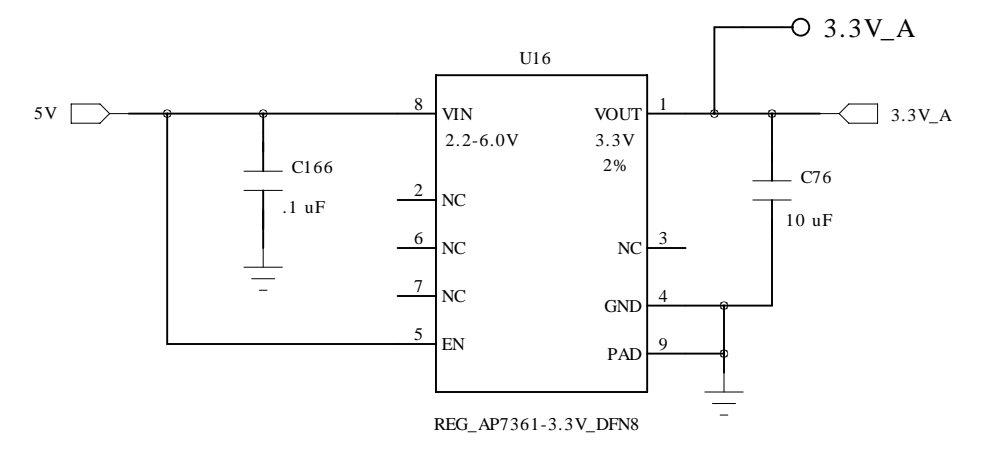 3.3V_A
U16
5V
8
VIN
VOUT
1
3.3V_A
2.2-6.0V
3.3V
2%
C166
.1 uF
C76
10 uF
2
NC
6
NC
NC
3
7
NC
GND
4
5
EN
PAD
9
REG_AP7361-3.3V_DFN8